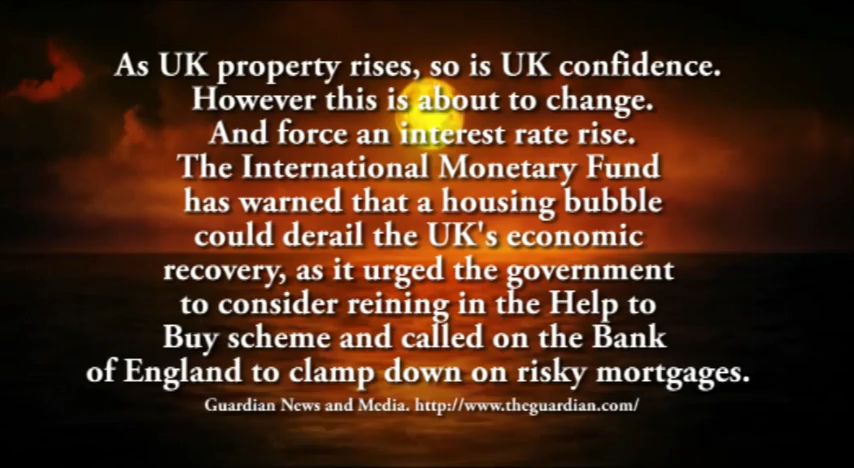 As UK property rises, so is UK confidence.
However this is about to change.
And force an interest rate rise.
The International Monetary Fund
has warned that a housing bubble
could derail the UK's economic
recovery, as it urged the government
to consider reining in the Help to
Buy scheme and called on the Bank
of England to clamp down on risky mortgages.
Guardian News and Media. http://www.theguardian.com/